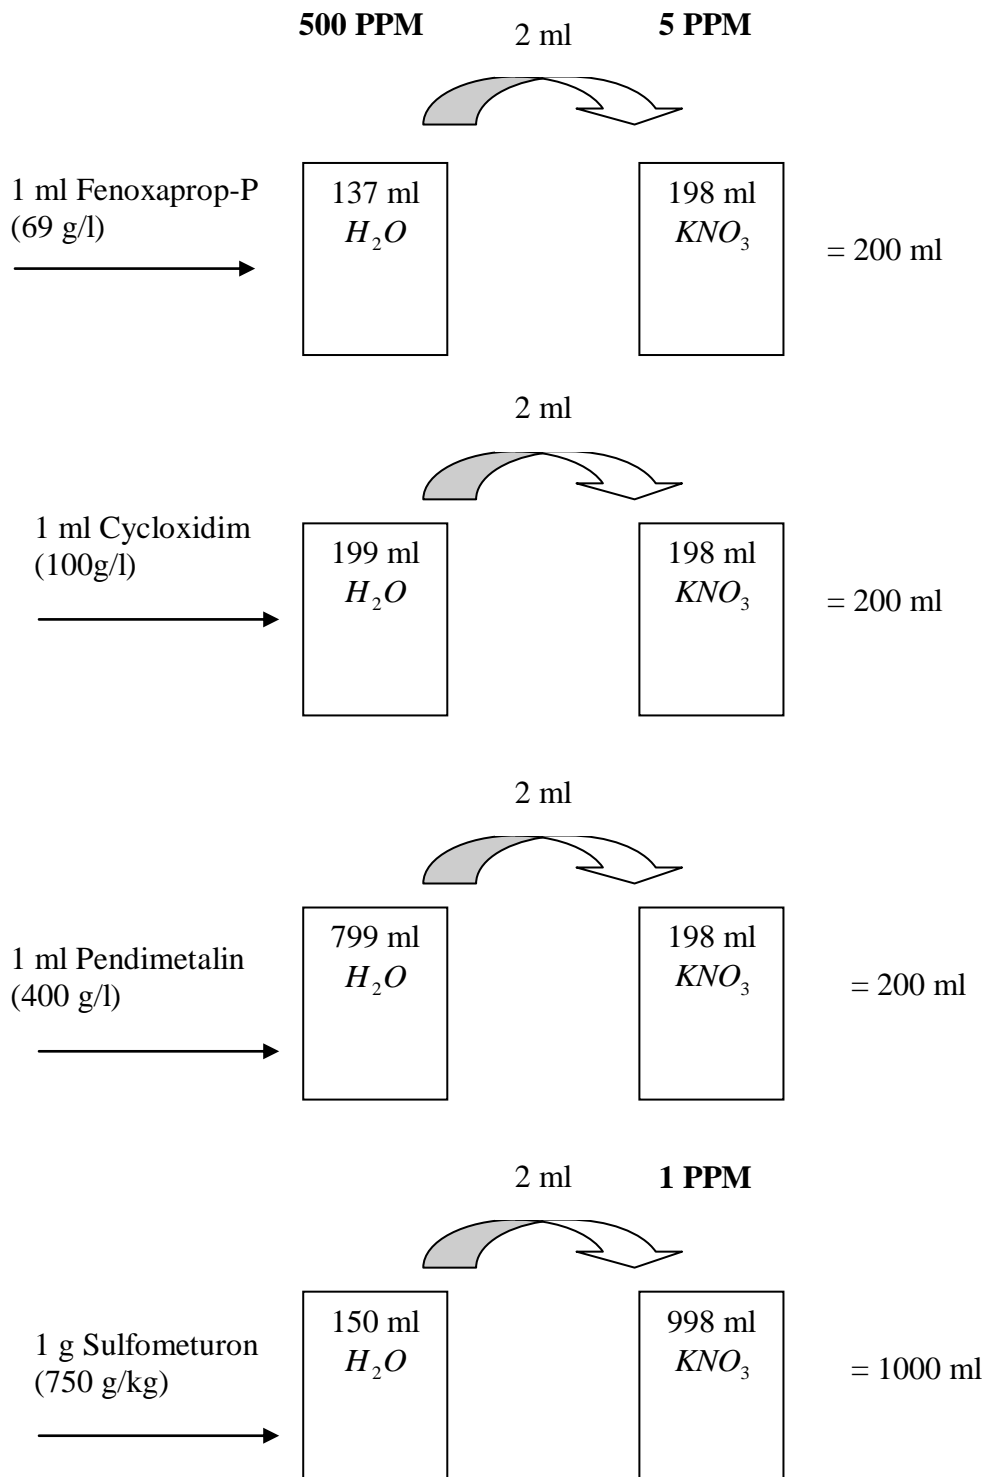 500 PPM 2 ml 5 PPM
1 ml Fenoxaprop-P
(69 g/l)
137 ml
H₂O
198 ml
KNO₃
= 200 ml
2 ml
1 ml Cycloxidim
(100g/l)
199 ml
H₂O
198 ml
KNO₃
= 200 ml
2 ml
1 ml Pendimetalin
(400 g/l)
799 ml
H₂O
198 ml
KNO₃
= 200 ml
2 ml 1 PPM
1 g Sulfometuron
(750 g/kg)
150 ml
H₂O
998 ml
KNO₃
= 1000 ml